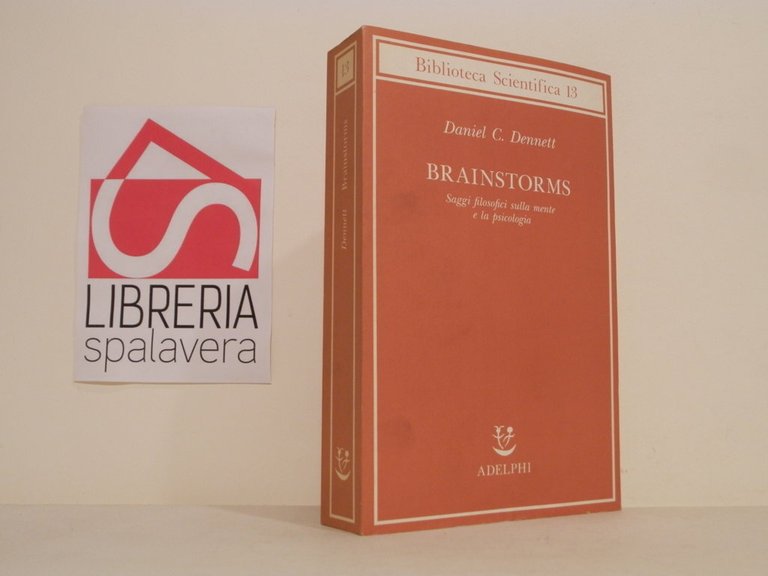 LIBRERIA
spalavera
13
Dennett Brainstorms
Biblioteca Scientifica 13
Daniel C. Dennett
BRAINSTORMS
Saggi filosofici sulla mente
e la psicologia
ADELPHI